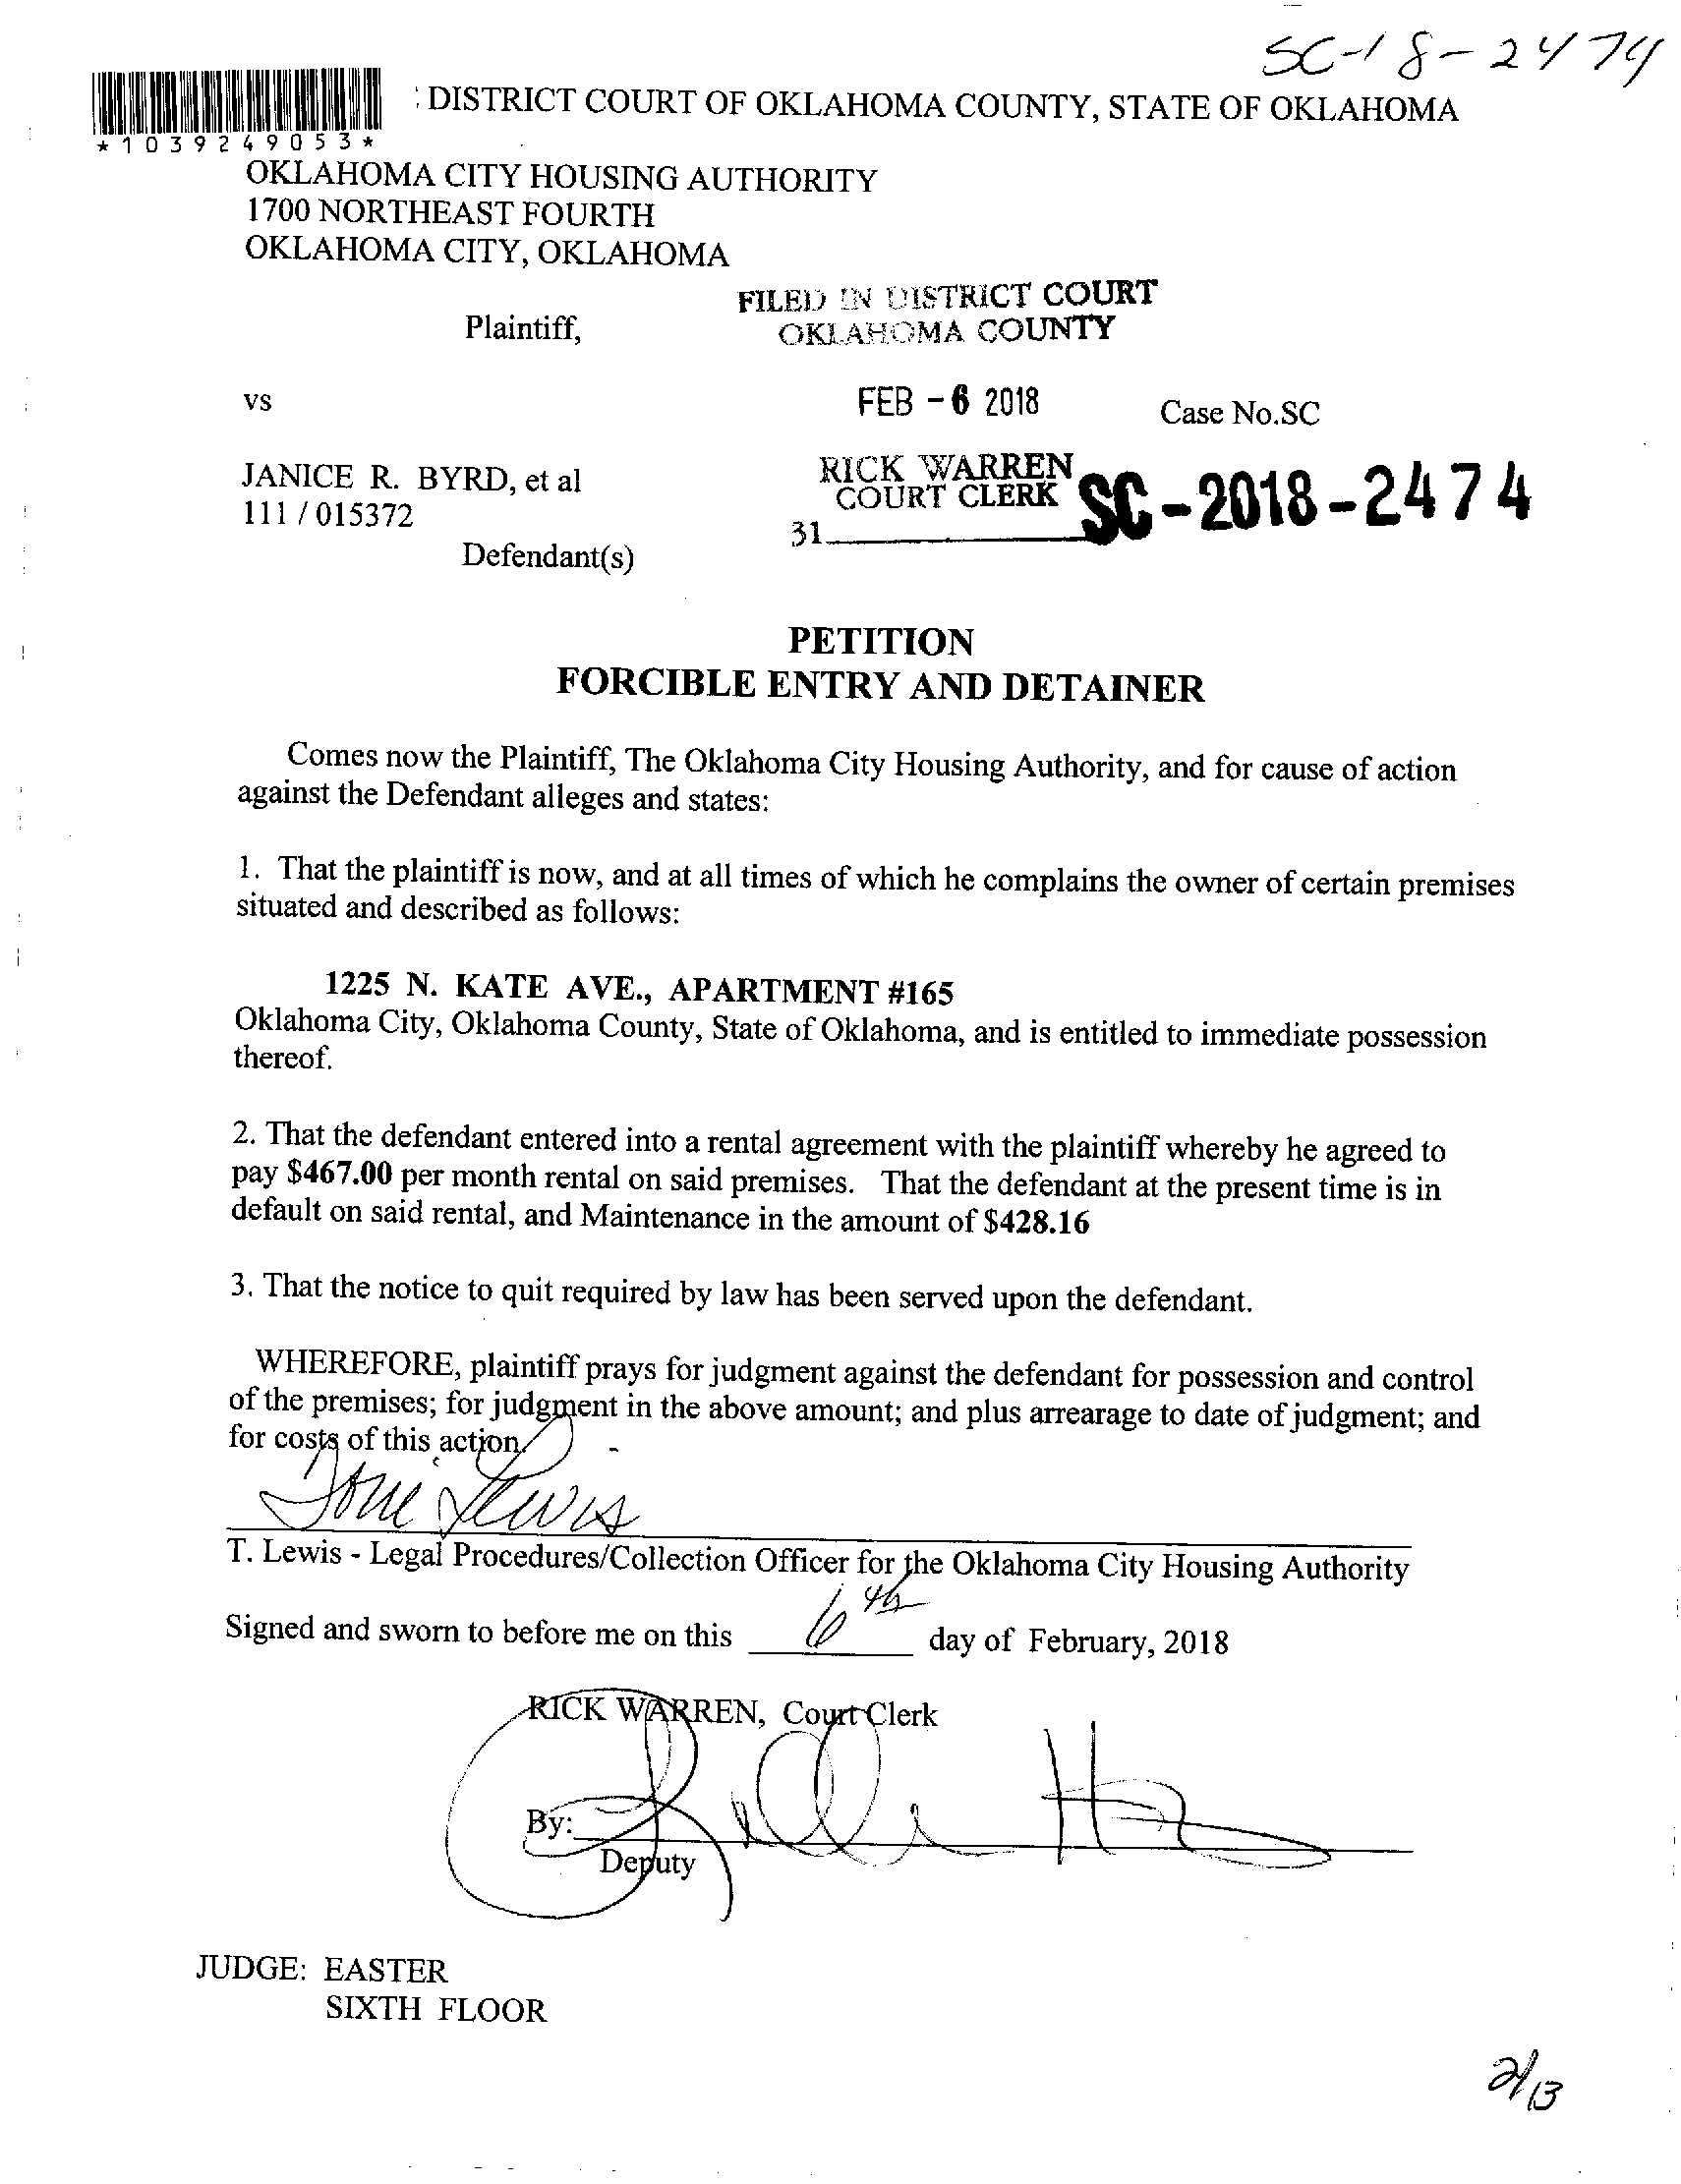 SC-18-2474
: DISTRICT COURT OF OKLAHOMA COUNTY, STATE OF OKLAHOMA
*1039249053*
OKLAHOMA CITY HOUSING AUTHORITY
1700 NORTHEAST FOURTH
OKLAHOMA CITY, OKLAHOMA
FILED IN DISTRICT COURT
Plaintiff,
OKLAHOMA COUNTY
vs
FEB - 6 2018
Case No.SC
JANICE R. BYRD, et al
RICK WARREN
111 / 015372
COURT CLERK
SC - 2018 - 2474
31
Defendant(s)
PETITION
FORCIBLE ENTRY AND DETAINER
Comes now the Plaintiff, The Oklahoma City Housing Authority, and for cause of action
against the Defendant alleges and states:
1. That the plaintiff is now, and at all times of which he complains the owner of certain premises
situated and described as follows:
1225 N. KATE AVE., APARTMENT #165
Oklahoma City, Oklahoma County, State of Oklahoma, and is entitled to immediate possession
thereof.
2. That the defendant entered into a rental agreement with the plaintiff whereby he agreed to
pay $467.00 per month rental on said premises. That the defendant at the present time is in
default on said rental, and Maintenance in the amount of $428.16
3. That the notice to quit required by law has been served upon the defendant.
WHEREFORE, plaintiff prays for judgment against the defendant for possession and control
of the premises; for judgment in the above amount; and plus arrearage to date of judgment; and
for costs of this action.
Toni Lewis
T. Lewis - Legal Procedures/Collection Officer for the Oklahoma City Housing Authority
Signed and sworn to before me on this 6th day of February, 2018
RICK WARREN, Court Clerk
By:
Deputy
JUDGE: EASTER
SIXTH FLOOR
2/13